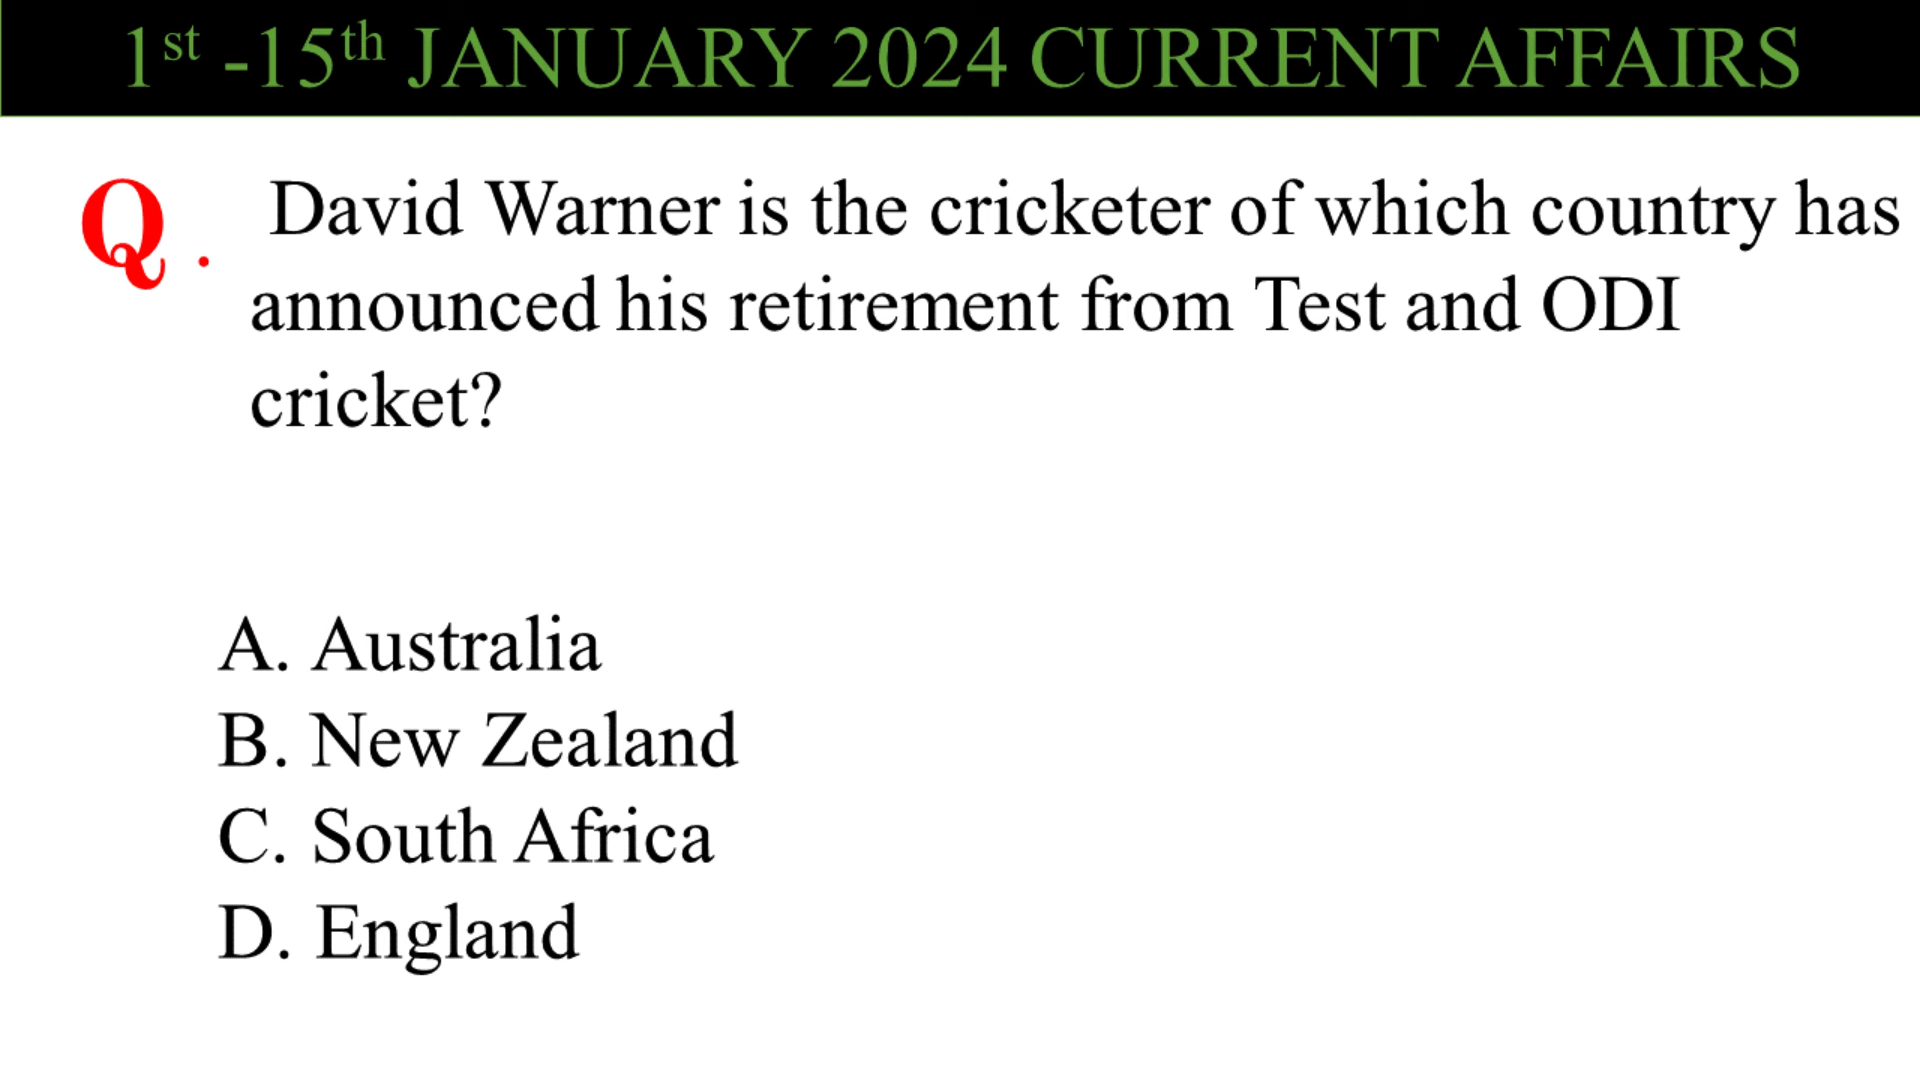 1st -15th JANUARY 2024 CURRENT AFFAIRS
Q . David Warner is the cricketer of which country has
announced his retirement from Test and ODI
cricket?
A. Australia
B. New Zealand
C. South Africa
D. England